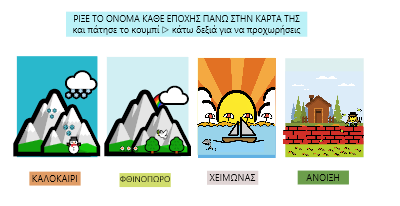 ΡΙΞΕ ΤΟ ΟΝΟΜΑ ΚΑΘΕ ΕΠΟΧΗΣ ΠΑΝΩ ΣΤΗΝ ΚΑΡΤΑ ΤΗΣ
και πάτησε το κουμπί ▷ κάτω δεξιά για να προχωρήσεις
ΚΑΛΟΚΑΙΡΙ
ΦΘΙΝΟΠΩΡΟ
ΧΕΙΜΩΝΑΣ
ΑΝΟΙΞΗ